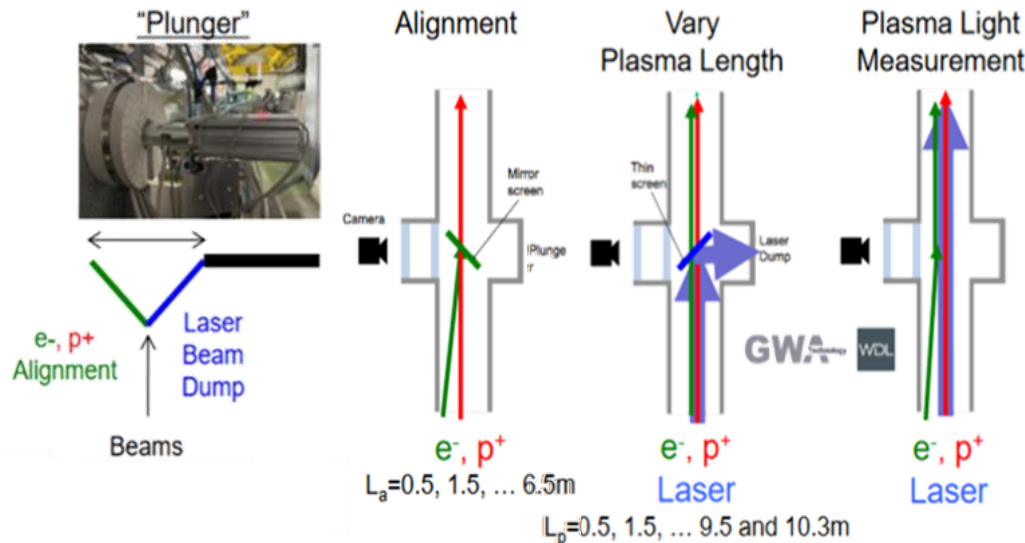 "Plunger"
e-, p+
Alignment
Laser
Beam
Dump
Beams
Alignment
Mirror
screen
Camera
Plunge
r
e⁻, p⁺
Lₐ=0.5, 1.5, … 6.5m
Vary
Plasma Length
Thin
screen
Laser
Dump
e⁻, p⁺
Laser
Lₚ=0.5, 1.5, … 9.5 and 10.3m
GWA
Technology
WDL
Plasma Light
Measurement
e⁻, p⁺
Laser